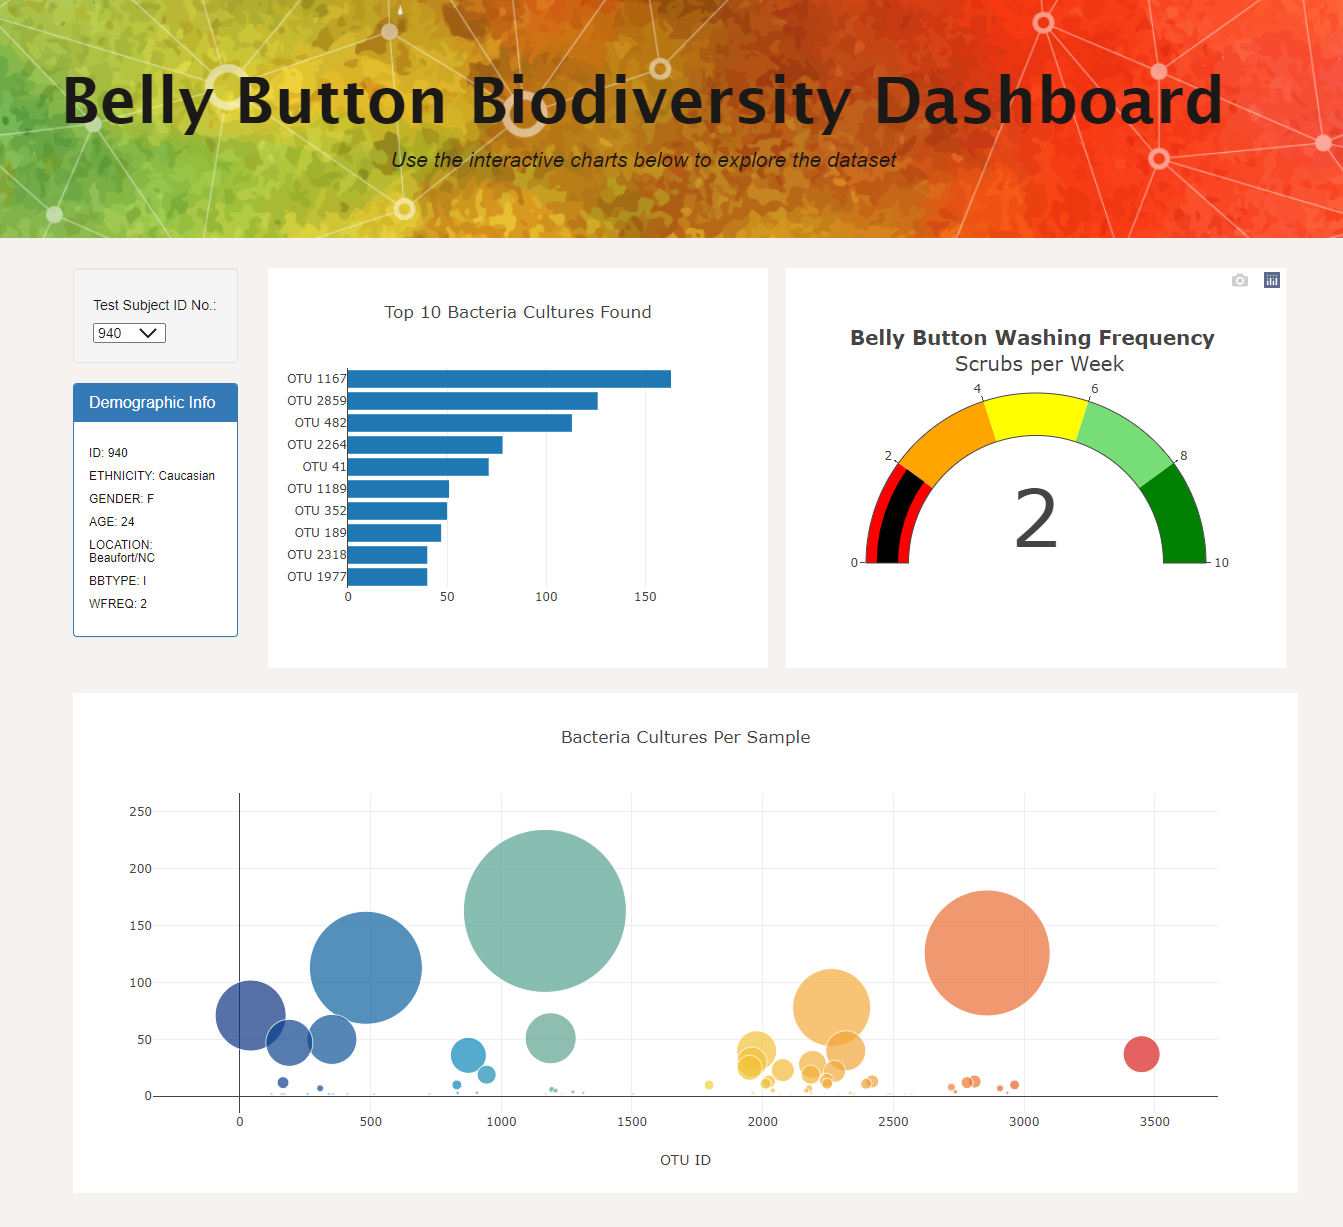 Belly Button Biodiversity Dashboard
Use the interactive charts below to explore the dataset
Test Subject ID No.:
940
Demographic Info
ID: 940
ETHNICITY: Caucasian
GENDER: F
AGE: 24
LOCATION:
Beaufort/NC
BBTYPE: I
WFREQ: 2
Top 10 Bacteria Cultures Found
OTU 1167
OTU 2859
OTU 482
OTU 2264
OTU 41
OTU 1189
OTU 352
OTU 189
OTU 2318
OTU 1977
0 50 100 150
Belly Button Washing Frequency
Scrubs per Week
4 6
2 8
2
0 10
Bacteria Cultures Per Sample
250
200
150
100
50
0
0 500 1000 1500 2000 2500 3000 3500
OTU ID